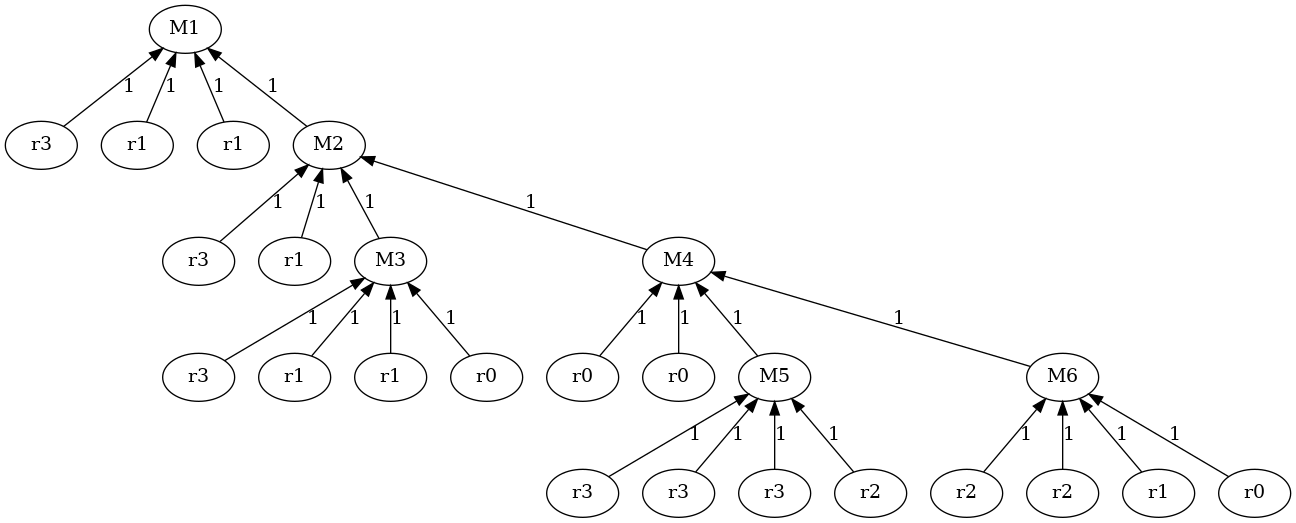 M1
1 1 1 1
r3 r1 r1 M2
1 1 1 1
r3 r1 M3 M4
1 1 1 1 1 1 1 1
r3 r1 r1 r0 r0 r0 M5 M6
1 1 1 1 1 1 1 1
r3 r3 r3 r2 r2 r2 r1 r0